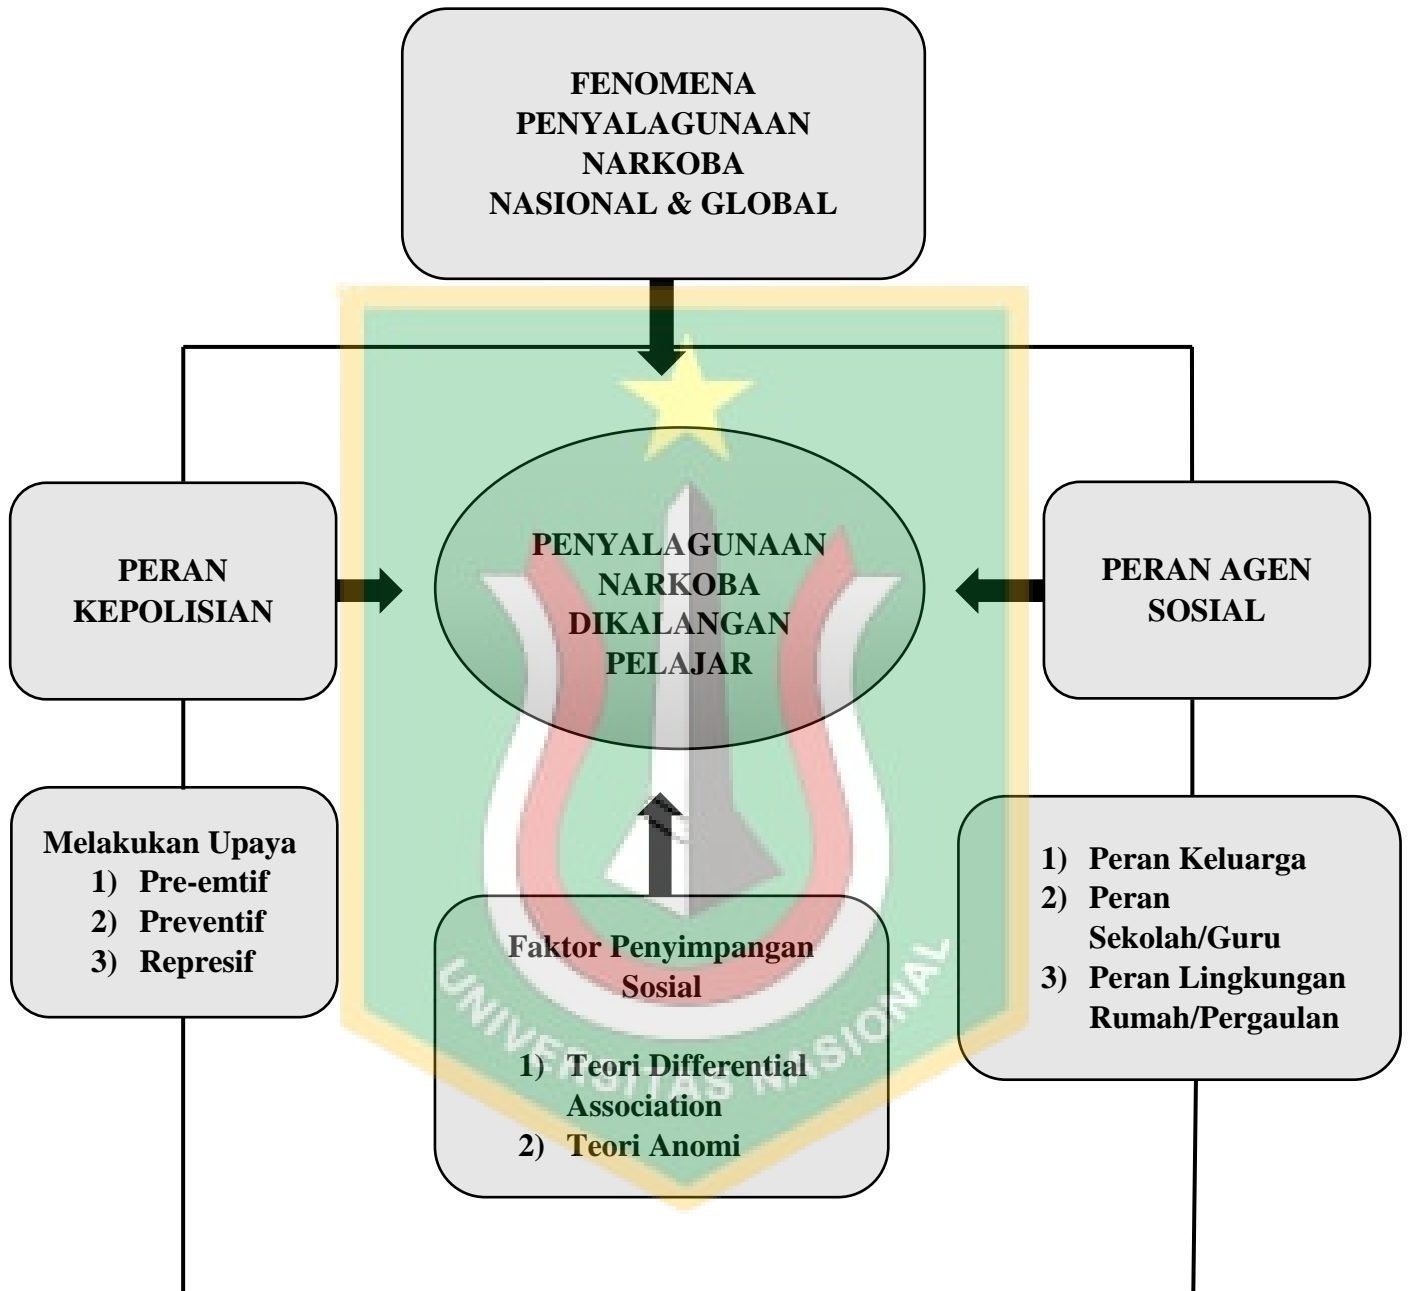 FENOMENA
PENYALAGUNAAN
NARKOBA
NASIONAL & GLOBAL
PERAN
KEPOLISIAN
PENYALAGUNAAN
NARKOBA
DIKALANGAN
PELAJAR
PERAN AGEN
SOSIAL
Melakukan Upaya
1) Pre-emtif
2) Preventif
3) Represif
Faktor Penyimpangan
Sosial
1) Teori Differential
Association
2) Teori Anomi
1) Peran Keluarga
2) Peran
Sekolah/Guru
3) Peran Lingkungan
Rumah/Pergaulan
UNIVERSITAS NASIONAL